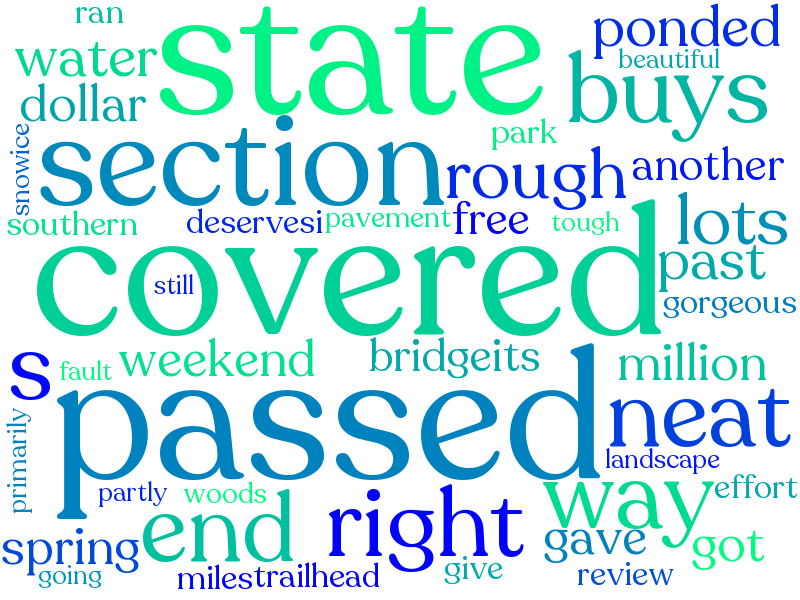 ran
state
ponded
water
beautiful
buys
dollar
section
park
snowice
rough
another
southern
deservesi
pavement
free
tough
lots
covered
past
still
gorgeous
s
fault
weekend
bridgeits
million
passed
neat
primarily
landscape
partly
woods
way
effort
end
right
spring
gave
got
going
milestrailhead
give
review